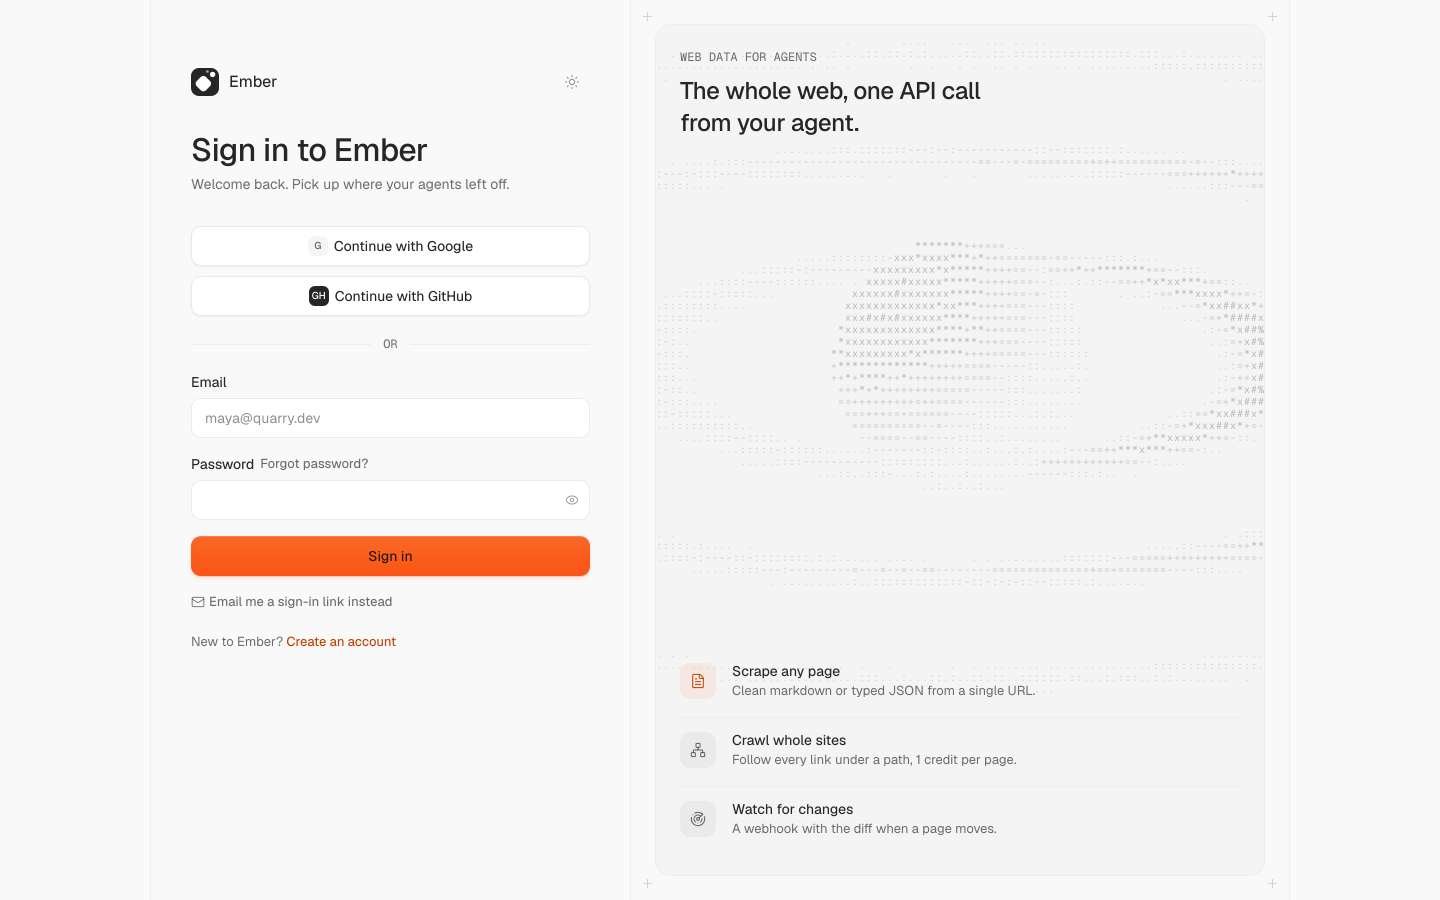 Ember
Sign in to Ember
Welcome back. Pick up where your agents left off.
G Continue with Google
GH Continue with GitHub
OR
Email
maya@quarry.dev
Password Forgot password?
Sign in
Email me a sign-in link instead
New to Ember? Create an account
WEB DATA FOR AGENTS
The whole web, one API call
from your agent.
Scrape any page
Clean markdown or typed JSON from a single URL.
Crawl whole sites
Follow every link under a path, 1 credit per page.
Watch for changes
A webhook with the diff when a page moves.